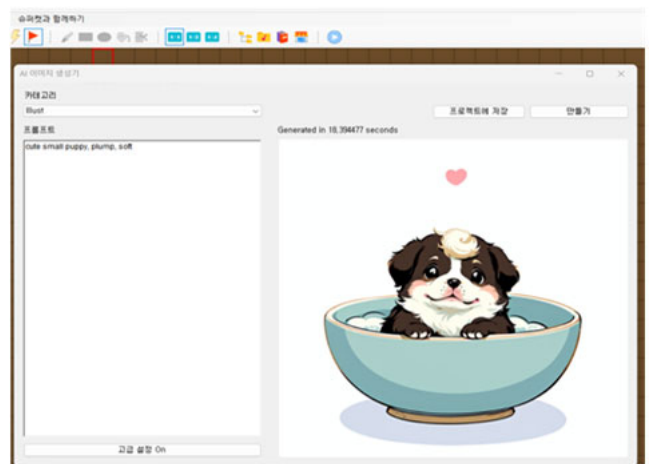 슈퍼캣과 함께하기
AI 이미지 생성기
카테고리
Illust
프로젝트에 저장
만들기
프롬프트
Generated in 18,394477 seconds
cute small puppy, plump, soft
고급 설정 On